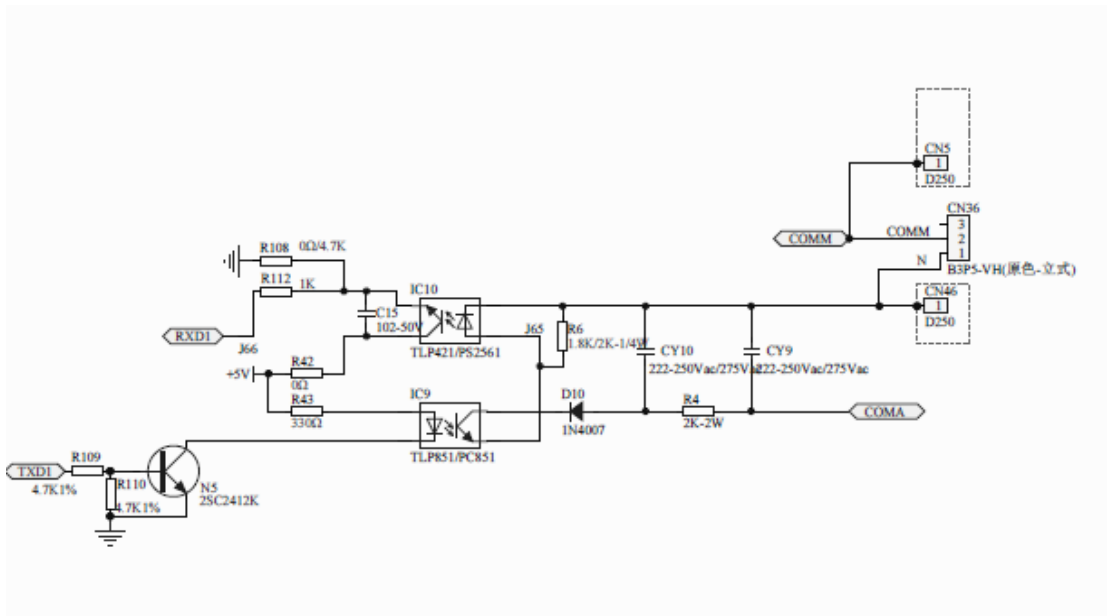 CN5
1
D250
CN36
3
COMM
COMM
2
N
1
B3P5-VH(原色-立式)
R108
0Ω/4.7K
R112
1K
IC10
CN46
1
D250
C15
102-50V
RXD1
J66
J65
R6
1.8K/2K-1/4W
TLP421/PS2561
CY10
222-250Vac/275Vac
CY9
222-250Vac/275Vac
R42
+5V
0Ω
R43
330Ω
IC9
D10
1N4007
R4
2K-2W
COMA
TLP851/PC851
TXD1
R109
4.7K1%
R110
4.7K1%
N5
2SC2412K